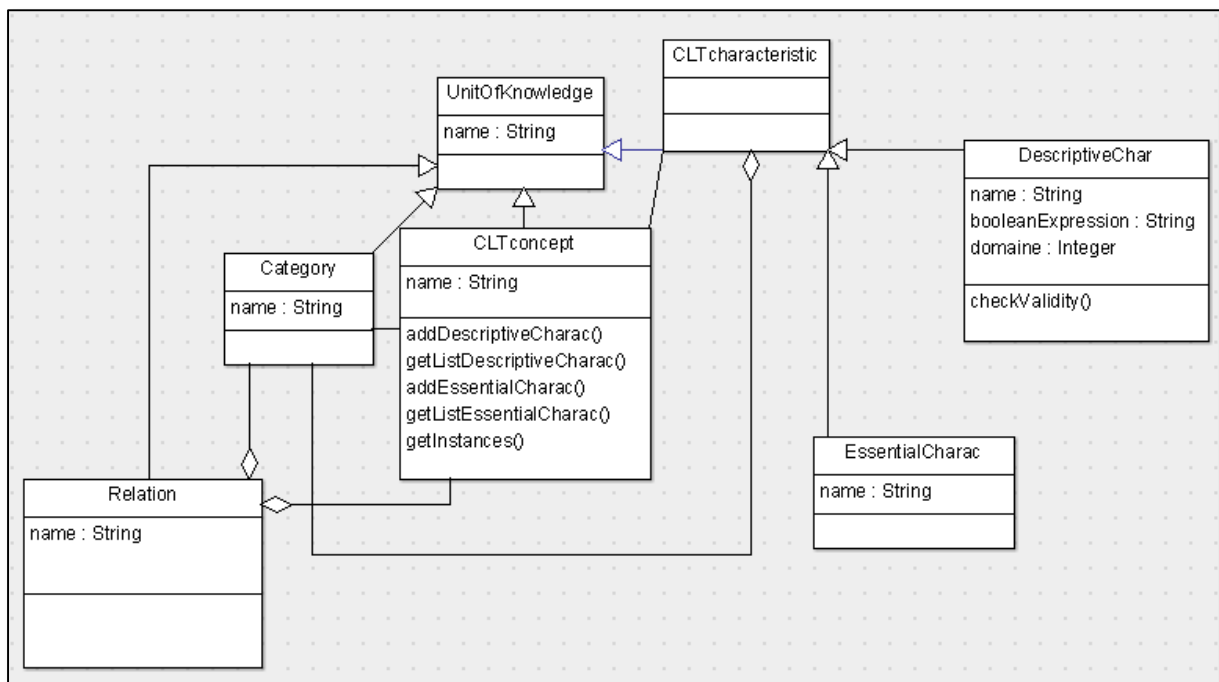 CLTcharacteristic
UnitOfKnowledge
name : String
DescriptiveChar
name : String
booleanExpression : String
domaine : Integer
checkValidity()
CLTconcept
name : String
addDescriptiveCharac()
getListDescriptiveCharac()
addEssentialCharac()
getListEssentialCharac()
getInstances()
Category
name : String
EssentialCharac
name : String
Relation
name : String